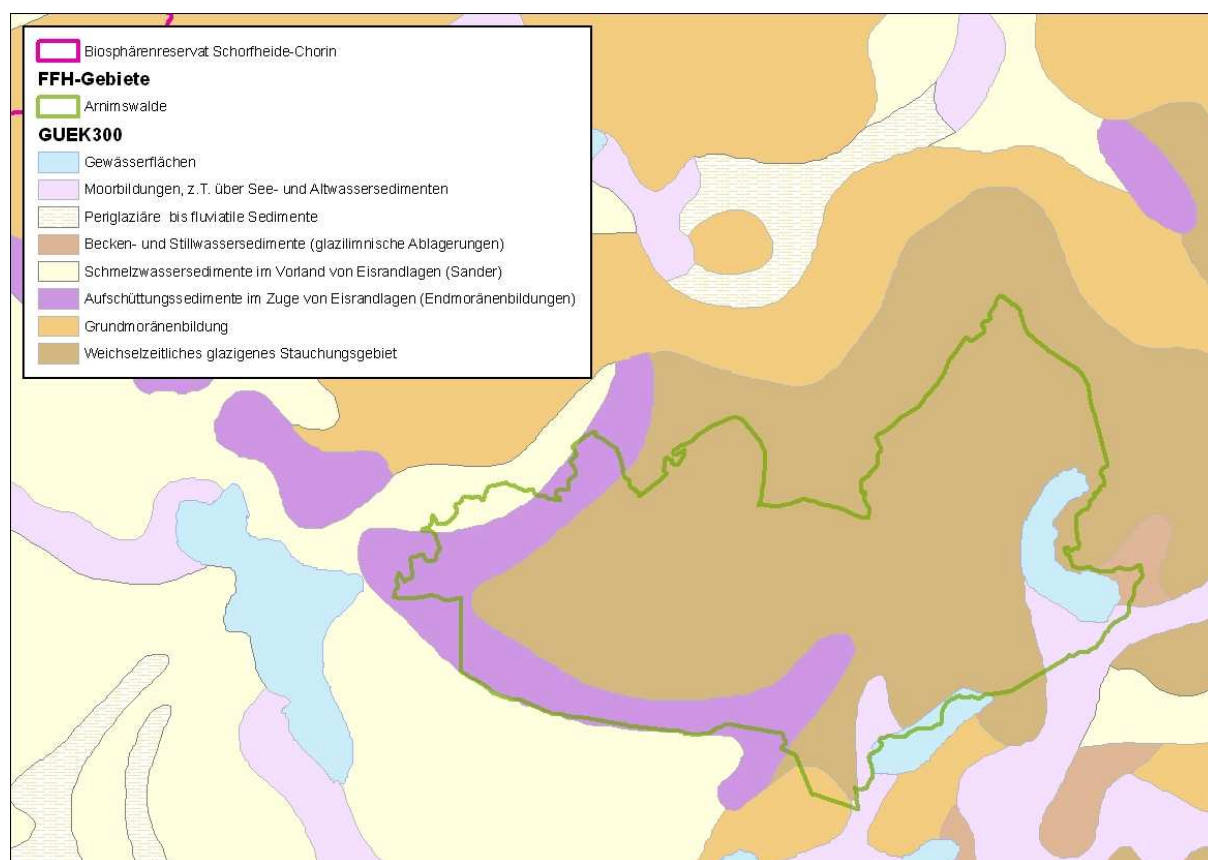 Biosphärenreservat Schorfheide-Chorin
FFH-Gebiete
Arnimswalde
GUEK300
Gewässerflächen
Moorbildungen, z.T. über See- und Altwassersedimenten
Periglaziäre bis fluviatile Sedimente
Becken- und Stillwassersedimente (glazilimnische Ablagerungen)
Schmelzwassersedimente im Vorland von Eisrandlagen (Sander)
Aufschüttungssedimente im Zuge von Eisrandlagen (Endmoränenbildungen)
Grundmoränenbildung
Weichselzeitliches glazigenes Stauchungsgebiet